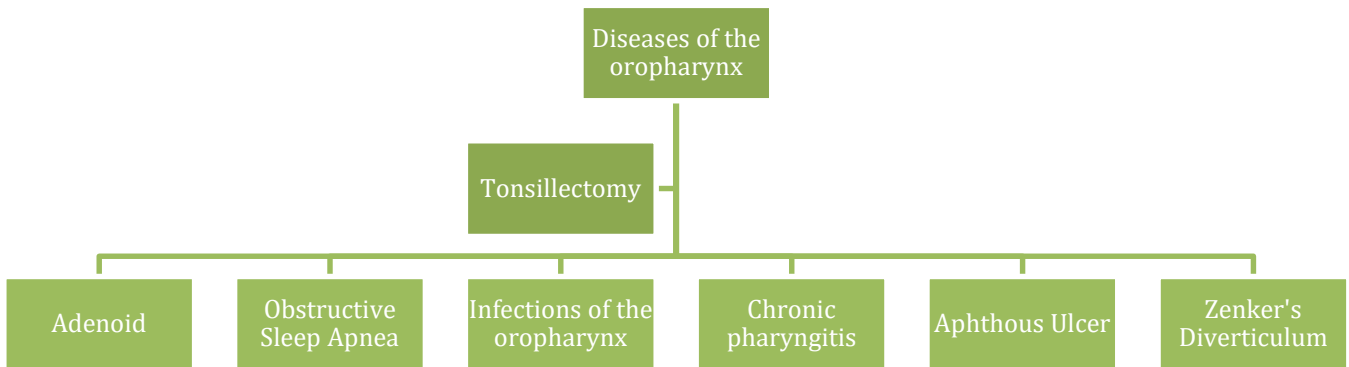 Diseases of the
oropharynx
Tonsillectomy
Adenoid
Obstructive
Sleep Apnea
Infections of the
oropharynx
Chronic
pharyngitis
Aphthous Ulcer
Zenker's
Diverticulum